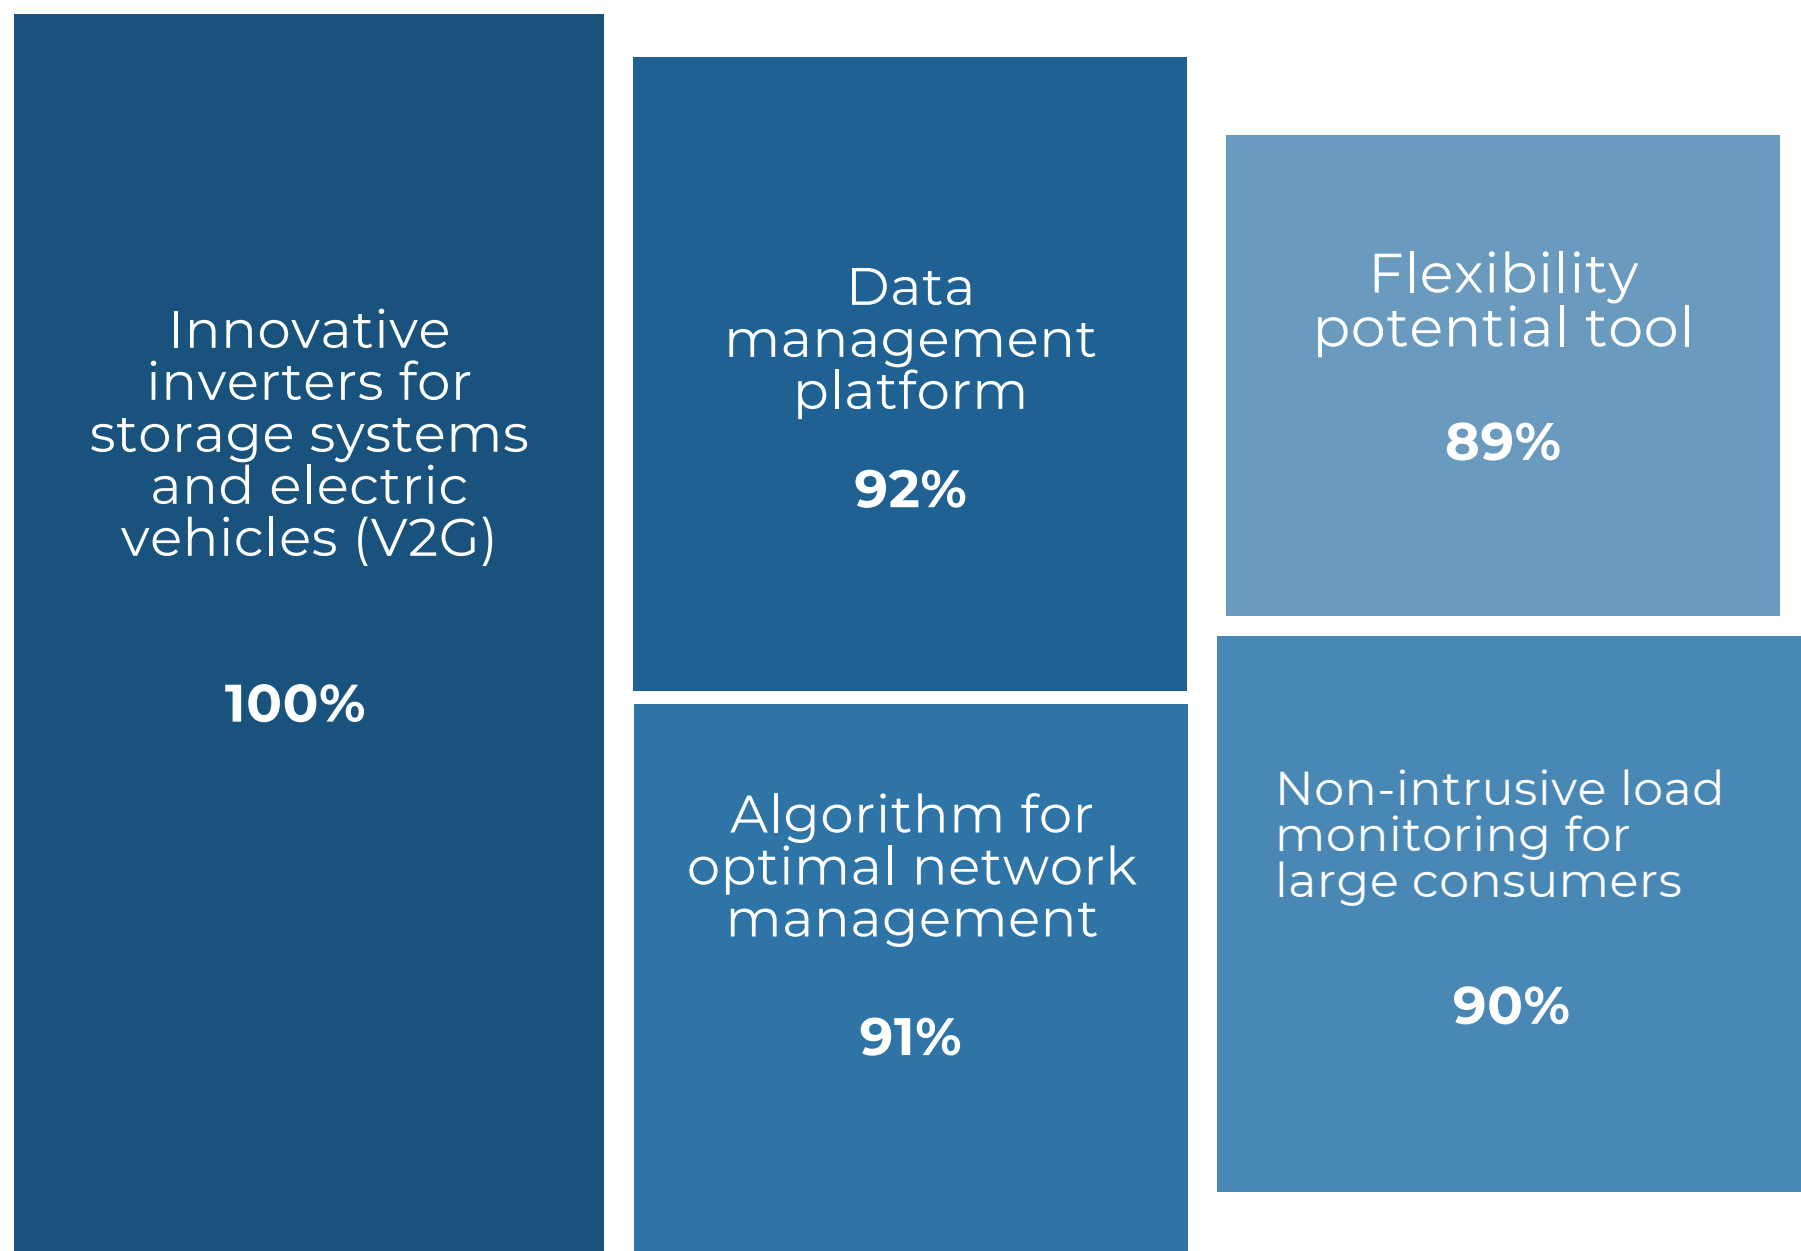 Innovative
inverters for
storage systems
and electric
vehicles (V2G)
100%
Data
management
platform
92%
Algorithm for
optimal network
management
91%
Flexibility
potential tool
89%
Non-intrusive load
monitoring for
large consumers
90%